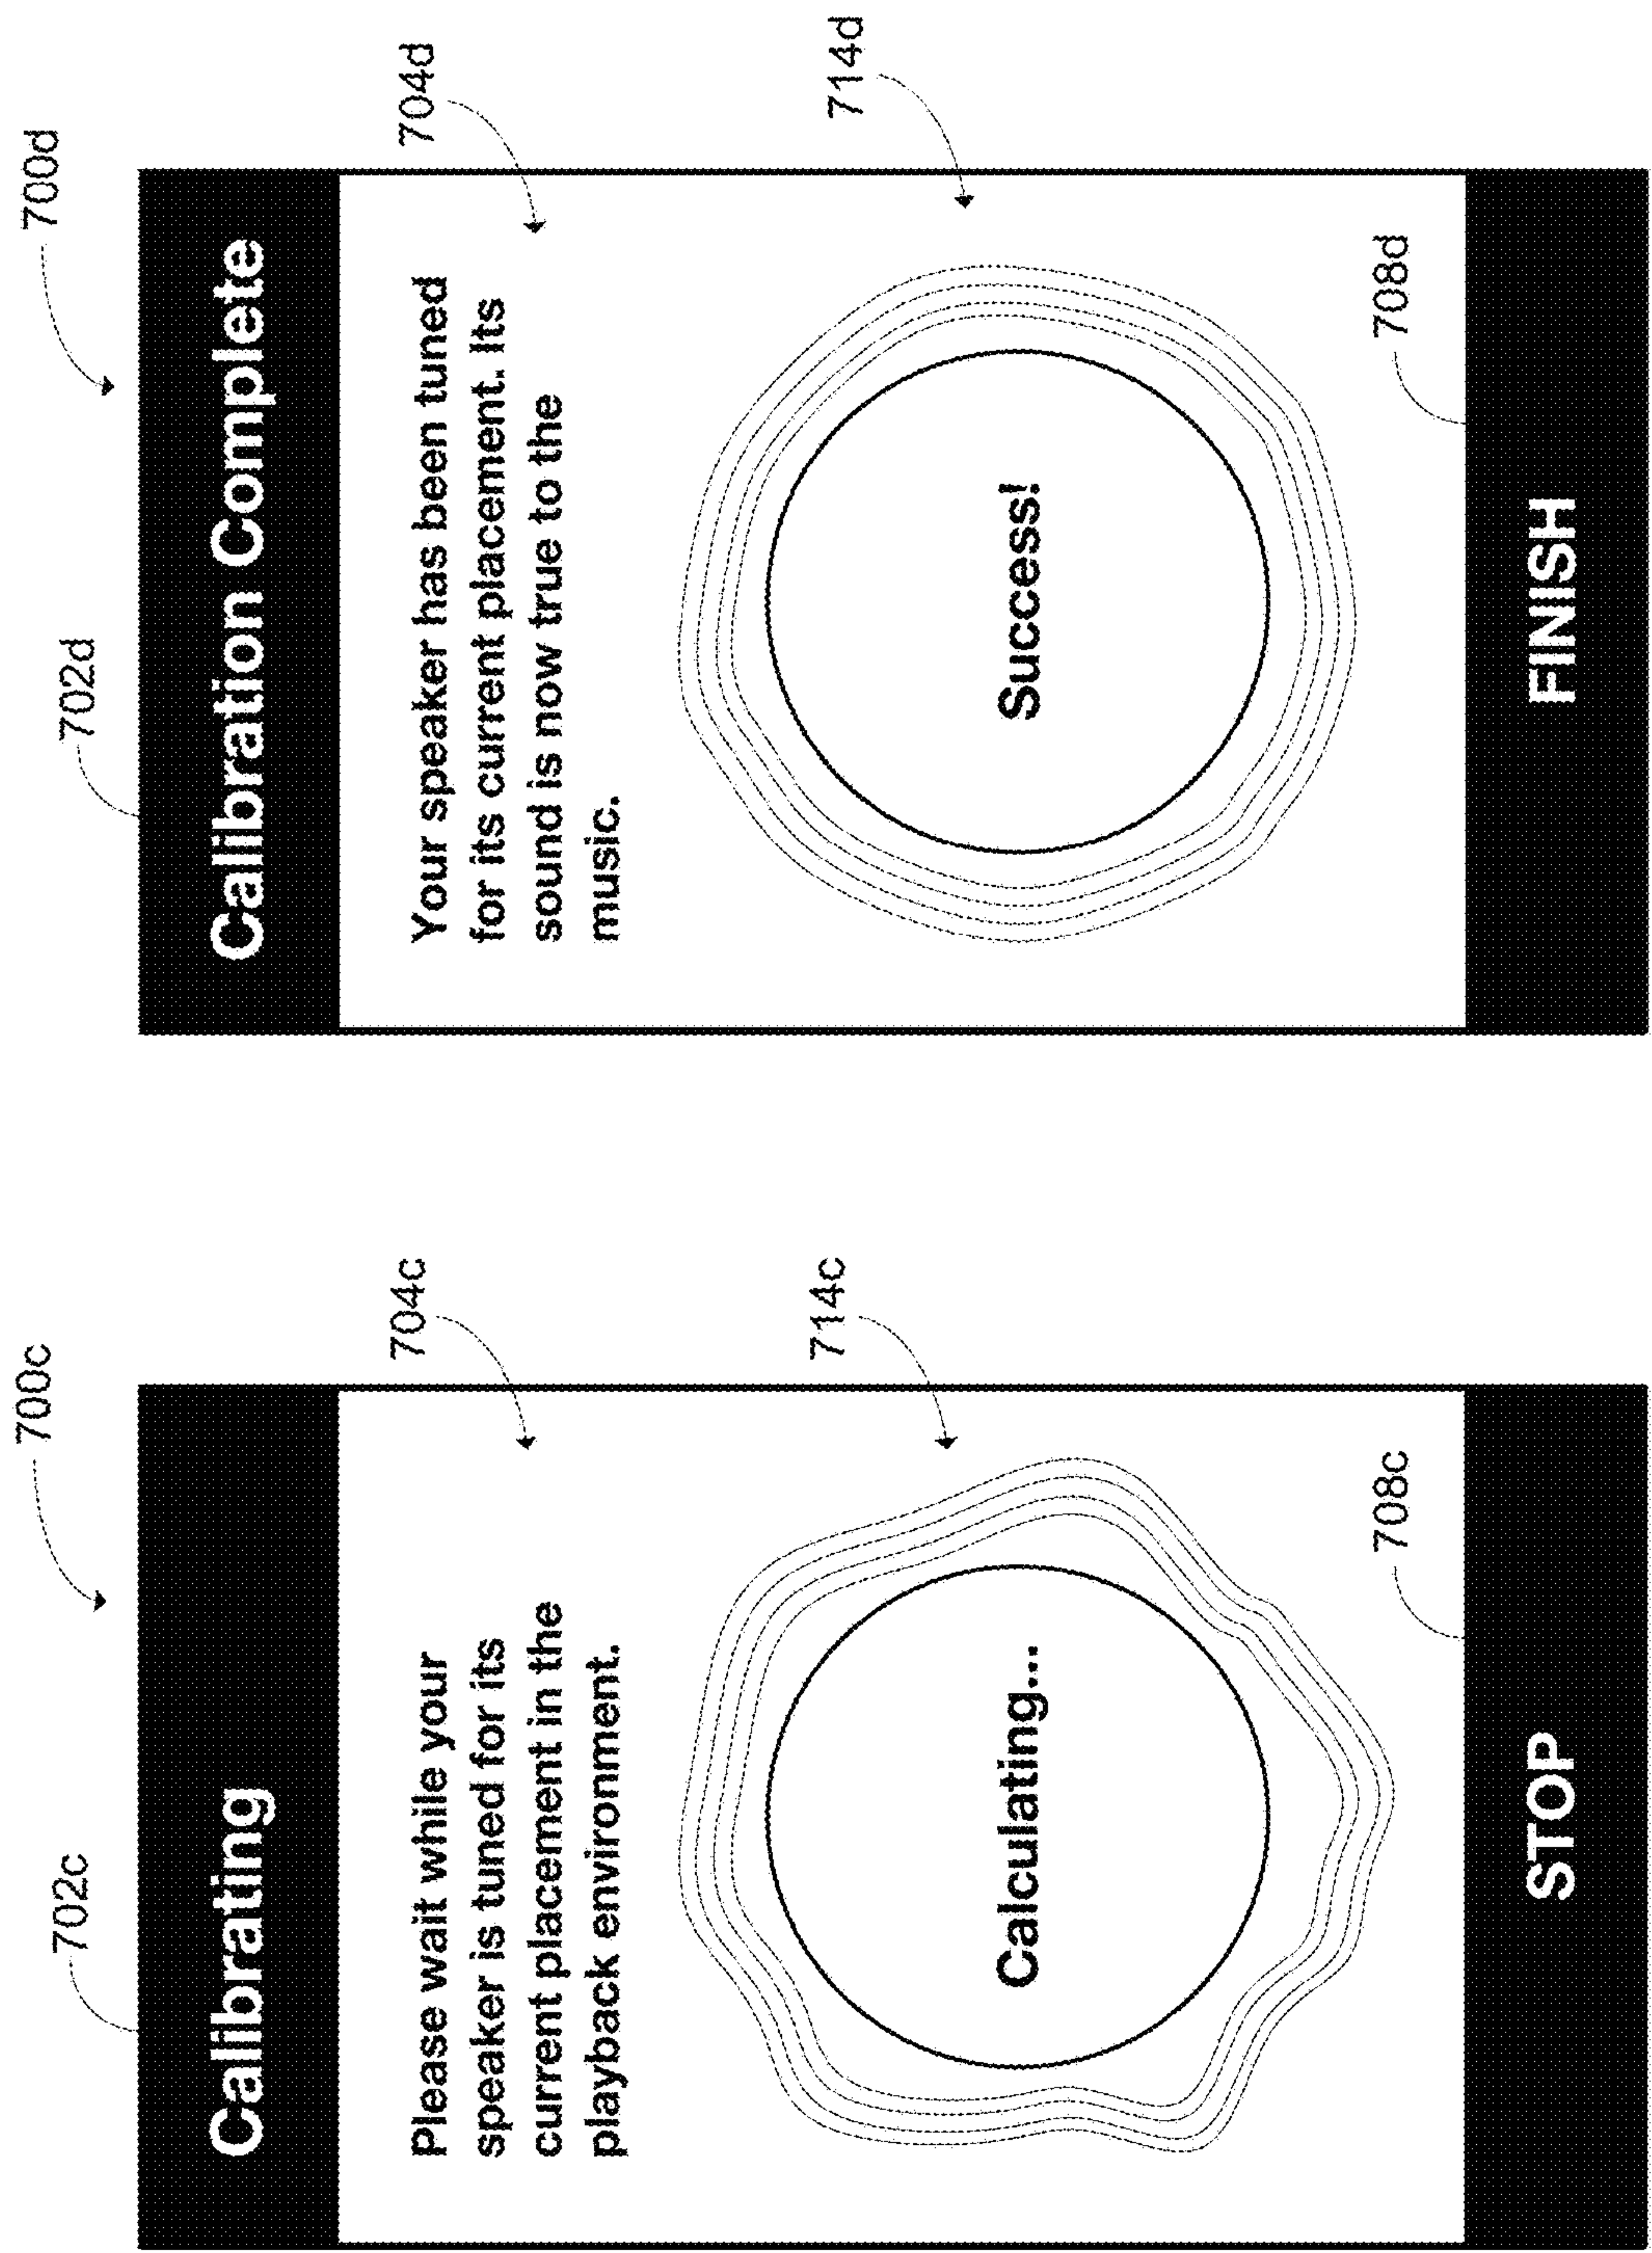 700c
702c
Calibrating
704c
Please wait while your
speaker is tuned for its
current placement in the
playback environment.
714c
Calculating...
708c
STOP
700d
702d
Calibration Complete
704d
Your speaker has been tuned
for its current placement. Its
sound is now true to the
music.
714d
Success!
708d
FINISH